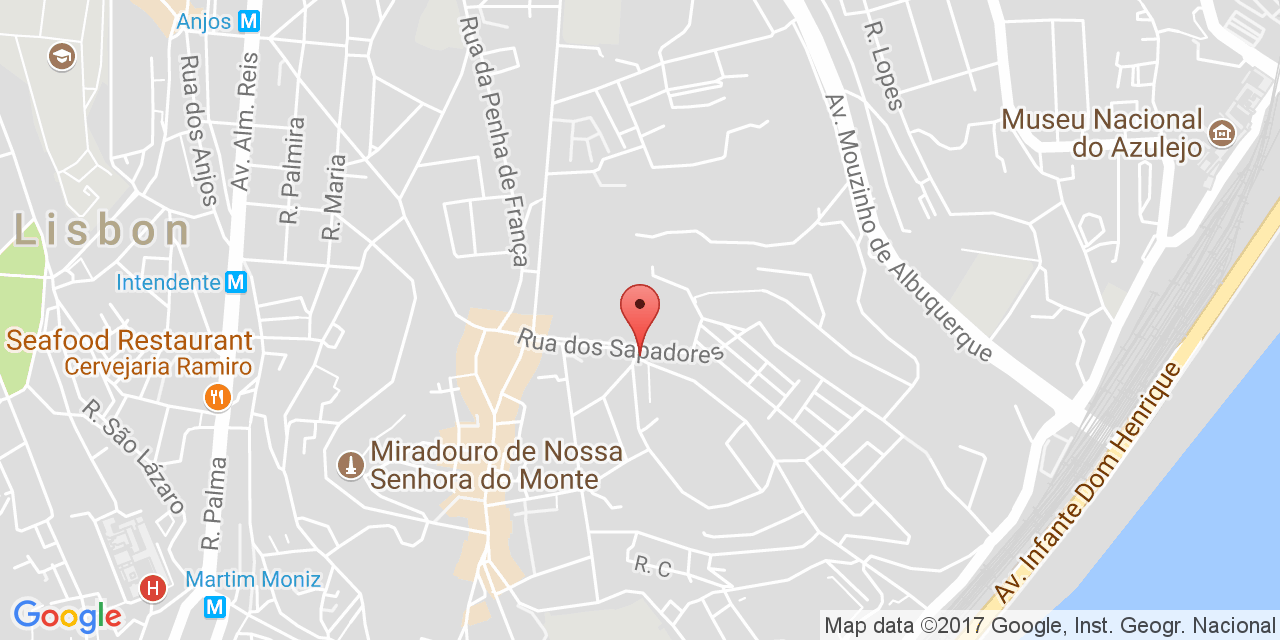 Anjos M
Rua dos Anjos
Av. Alm. Reis
R. Palmira
R. Maria
Rua da Penha de França
R. Lopes
Av. Mouzinho de Albuquerque
Museu Nacional
do Azulejo
Lisbon
Intendente M
Seafood Restaurant
Cervejaria Ramiro
Rua dos Sapadores
R. São Lázaro
R. Palma
Miradouro de Nossa
Senhora do Monte
Av. Infante Dom Henrique
R. C
H
Martim Moniz
M
Google
Map data ©2017 Google, Inst. Geogr. Nacional